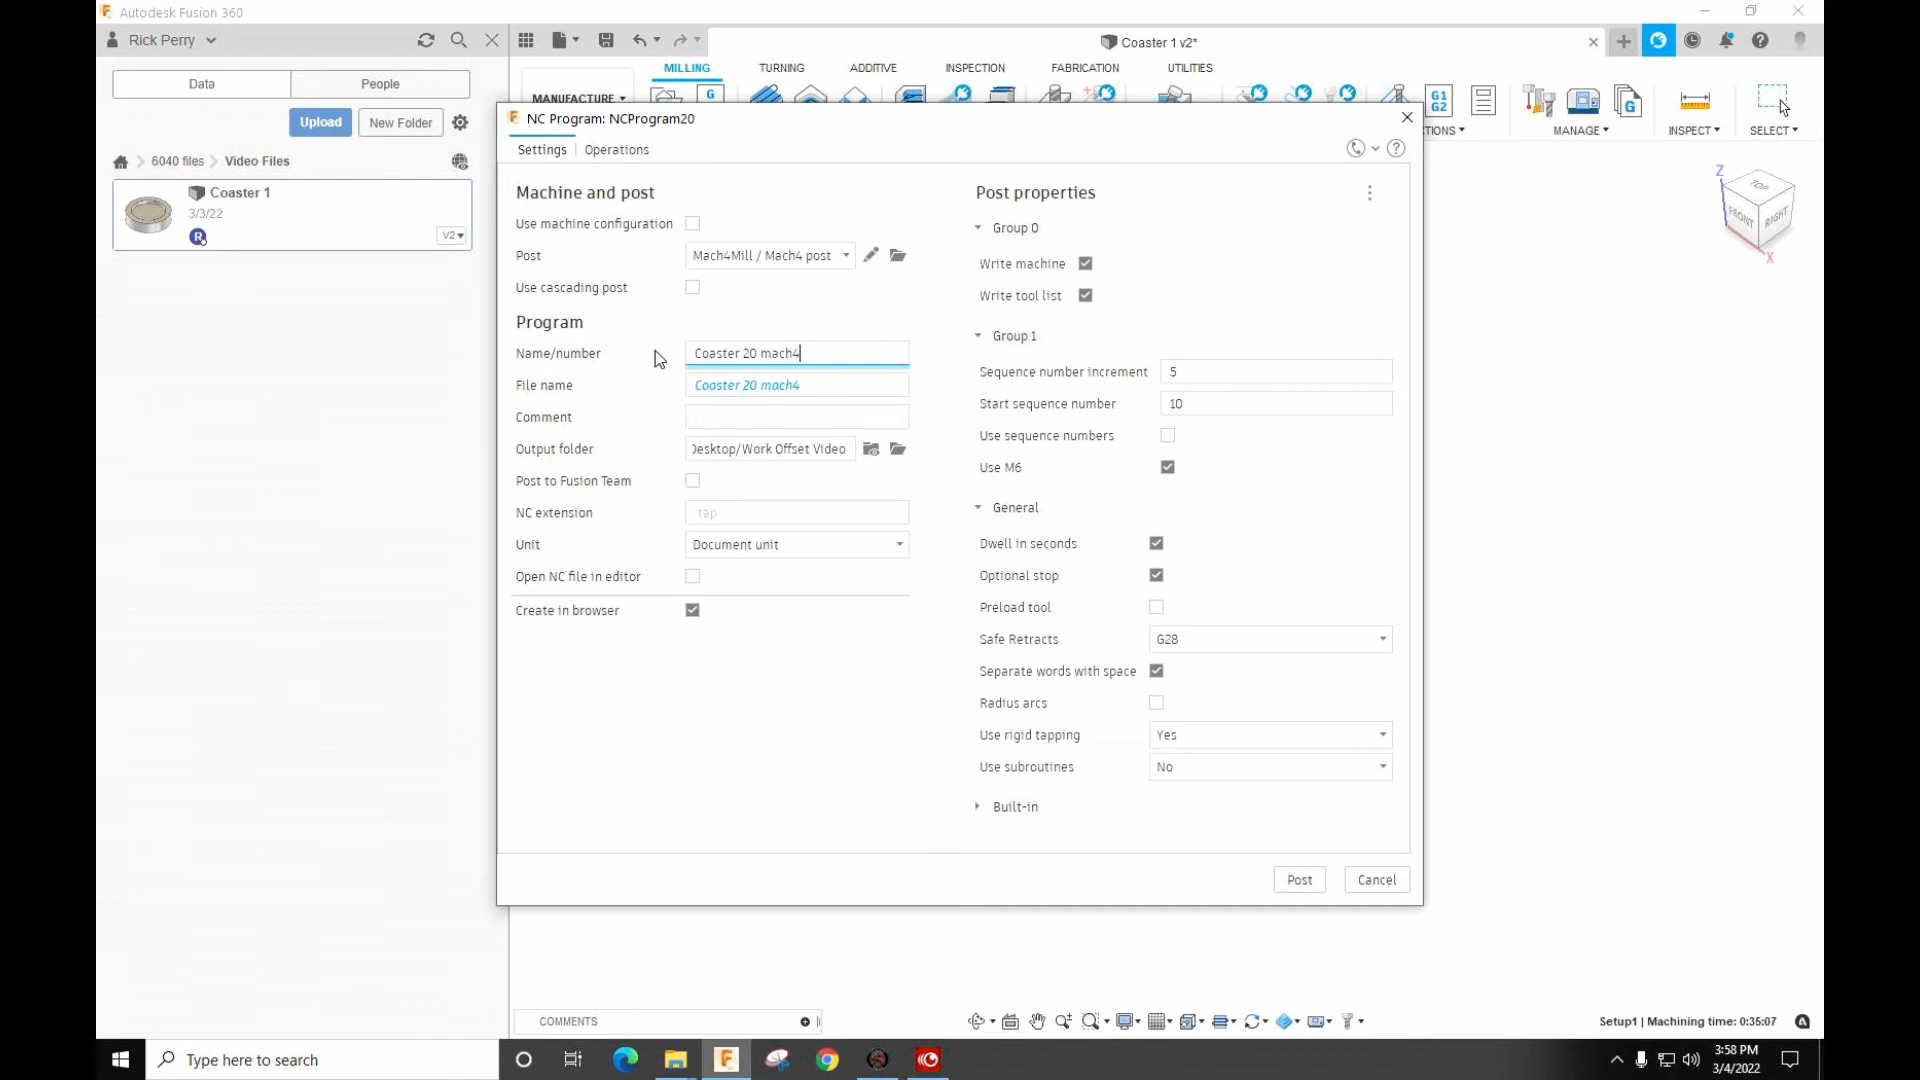 Autodesk Fusion 360
Rick Perry
Coaster 1 v2*
Data
People
MILLING
TURNING
ADDITIVE
INSPECTION
FABRICATION
UTILITIES
MANUFACTURE
G
G1
G2
G
MANAGE
INSPECT
SELECT
Upload
New Folder
6040 files
Video Files
Coaster 1
3/3/22
R
V2
NC Program: NCProgram20
Settings
Operations
Machine and post
Use machine configuration
Post
Mach4Mill / Mach4 post
Use cascading post
Program
Name/number
Coaster 20 mach4
File name
Coaster 20 mach4
Comment
Output folder
Desktop/Work Offset Video
Post to Fusion Team
NC extension
tap
Unit
Document unit
Open NC file in editor
Create in browser
Post properties
Group 0
Write machine
Write tool list
Group 1
Sequence number increment
5
Start sequence number
10
Use sequence numbers
Use M6
General
Dwell in seconds
Optional stop
Preload tool
Safe Retracts
G28
Separate words with space
Radius arcs
Use rigid tapping
Yes
Use subroutines
No
Built-in
Post
Cancel
Z
TOP
FRONT
RIGHT
X
COMMENTS
Setup1 | Machining time: 0:35:07
Type here to search
3:58 PM
3/4/2022